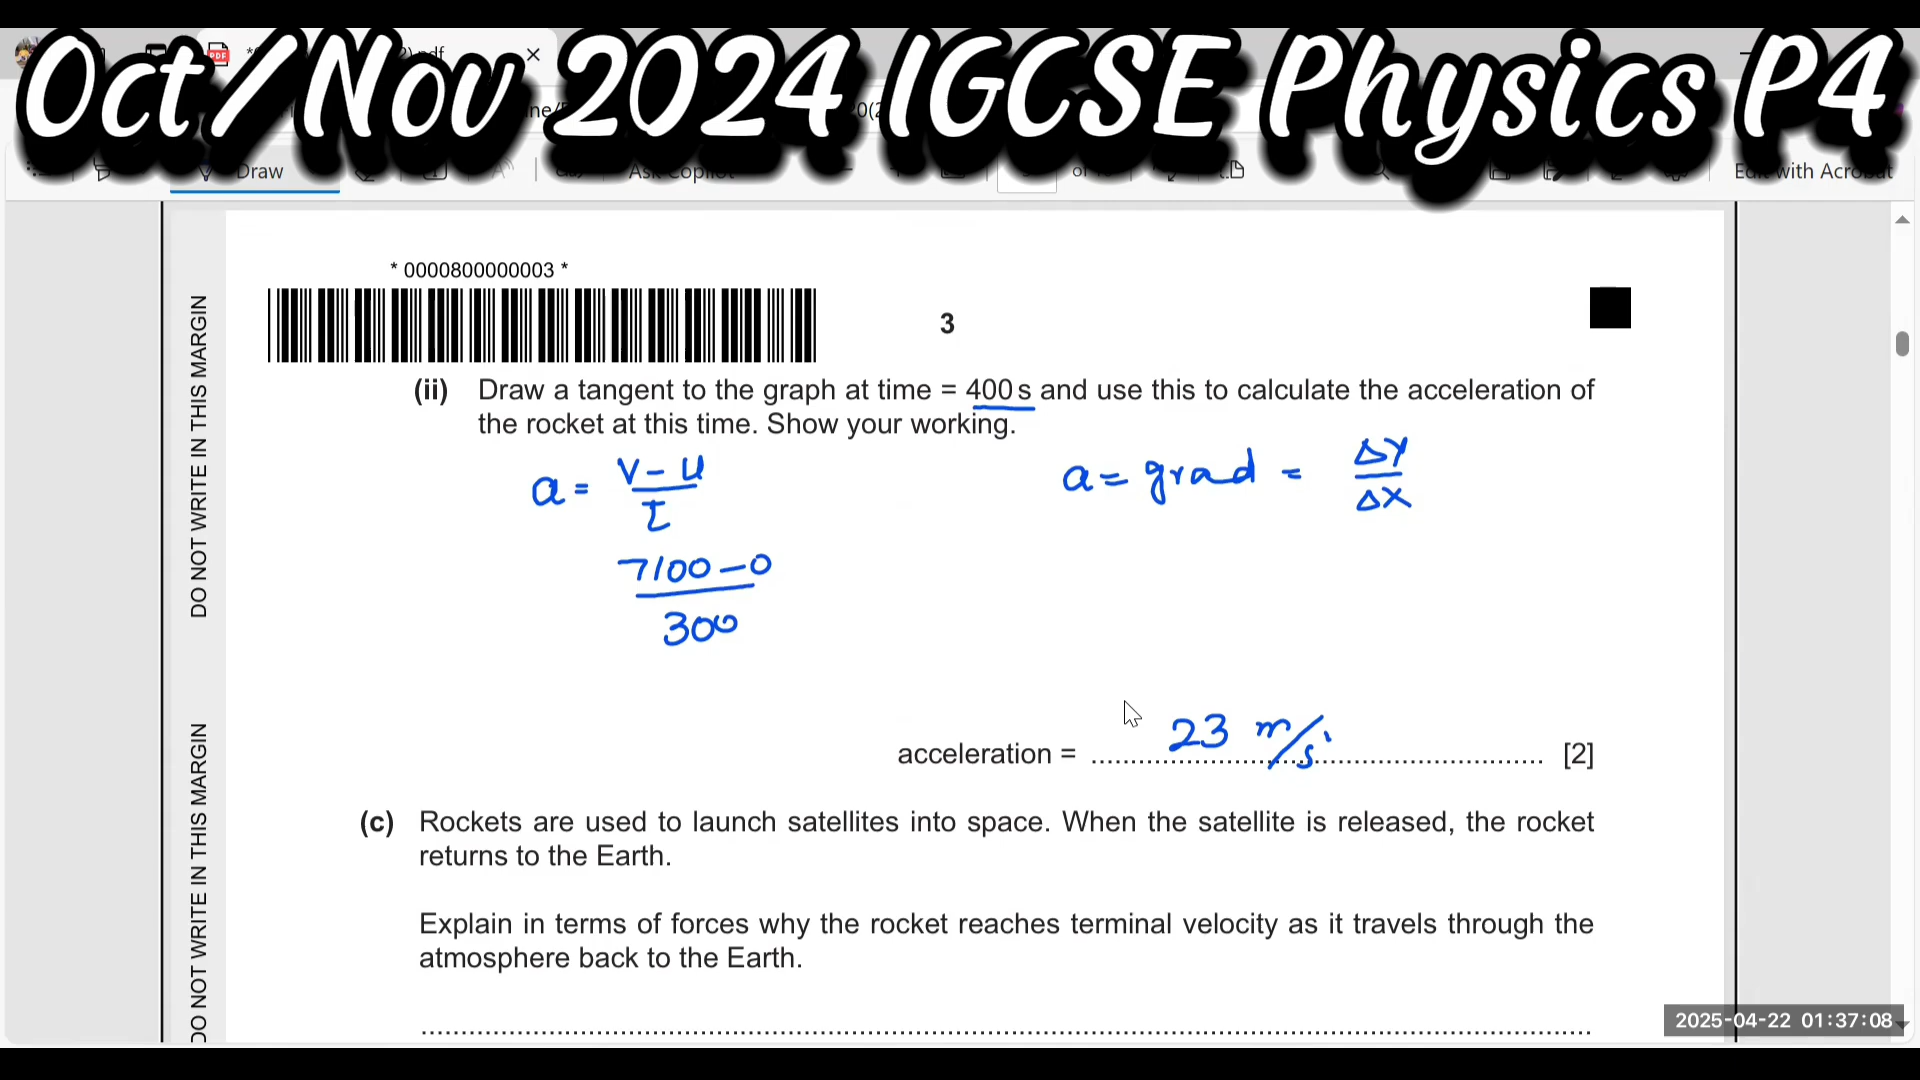 Oct/Nov 2024 IGCSE Physics P4
Draw
Ask Copilot
Edit with Acrobat
* 0000800000003 *
3
DO NOT WRITE IN THIS MARGIN
(ii) Draw a tangent to the graph at time = 400 s and use this to calculate the acceleration of
the rocket at this time. Show your working.
a = v - u
t
7100 - 0
300
a = grad = ΔY
ΔX
acceleration = 23 m/s [2]
DO NOT WRITE IN THIS MARGIN
(c) Rockets are used to launch satellites into space. When the satellite is released, the rocket
returns to the Earth.
Explain in terms of forces why the rocket reaches terminal velocity as it travels through the
atmosphere back to the Earth.
2025-04-22 01:37:08